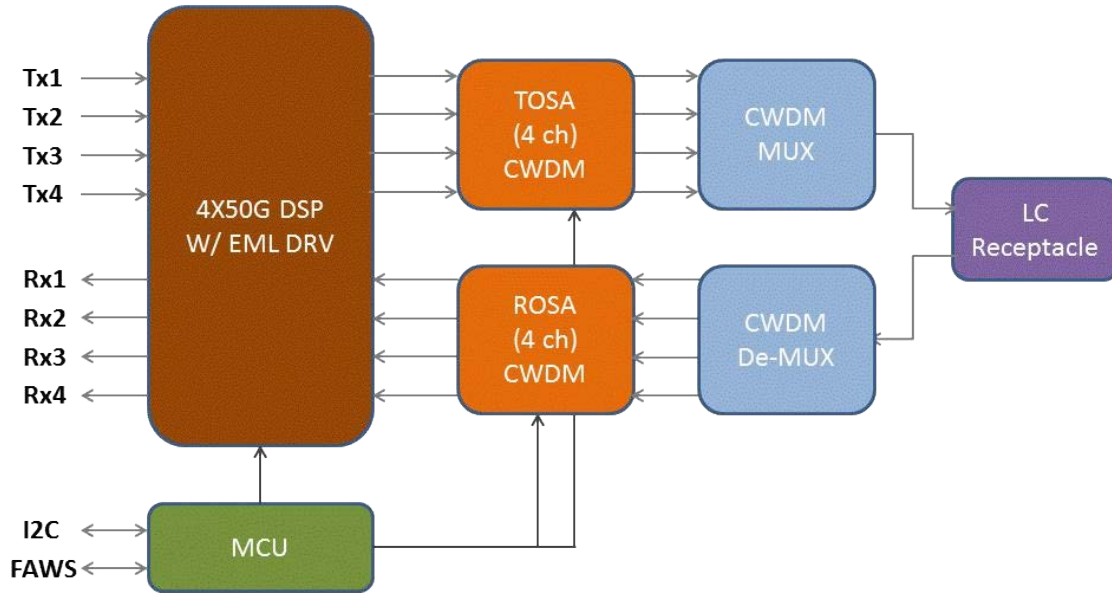 Tx1
Tx2
Tx3
Tx4
4X50G DSP
W/ EML DRV
TOSA
(4 ch)
CWDM
CWDM
MUX
LC
Receptacle
Rx1
Rx2
Rx3
Rx4
ROSA
(4 ch)
CWDM
CWDM
De-MUX
I2C
FAWS
MCU